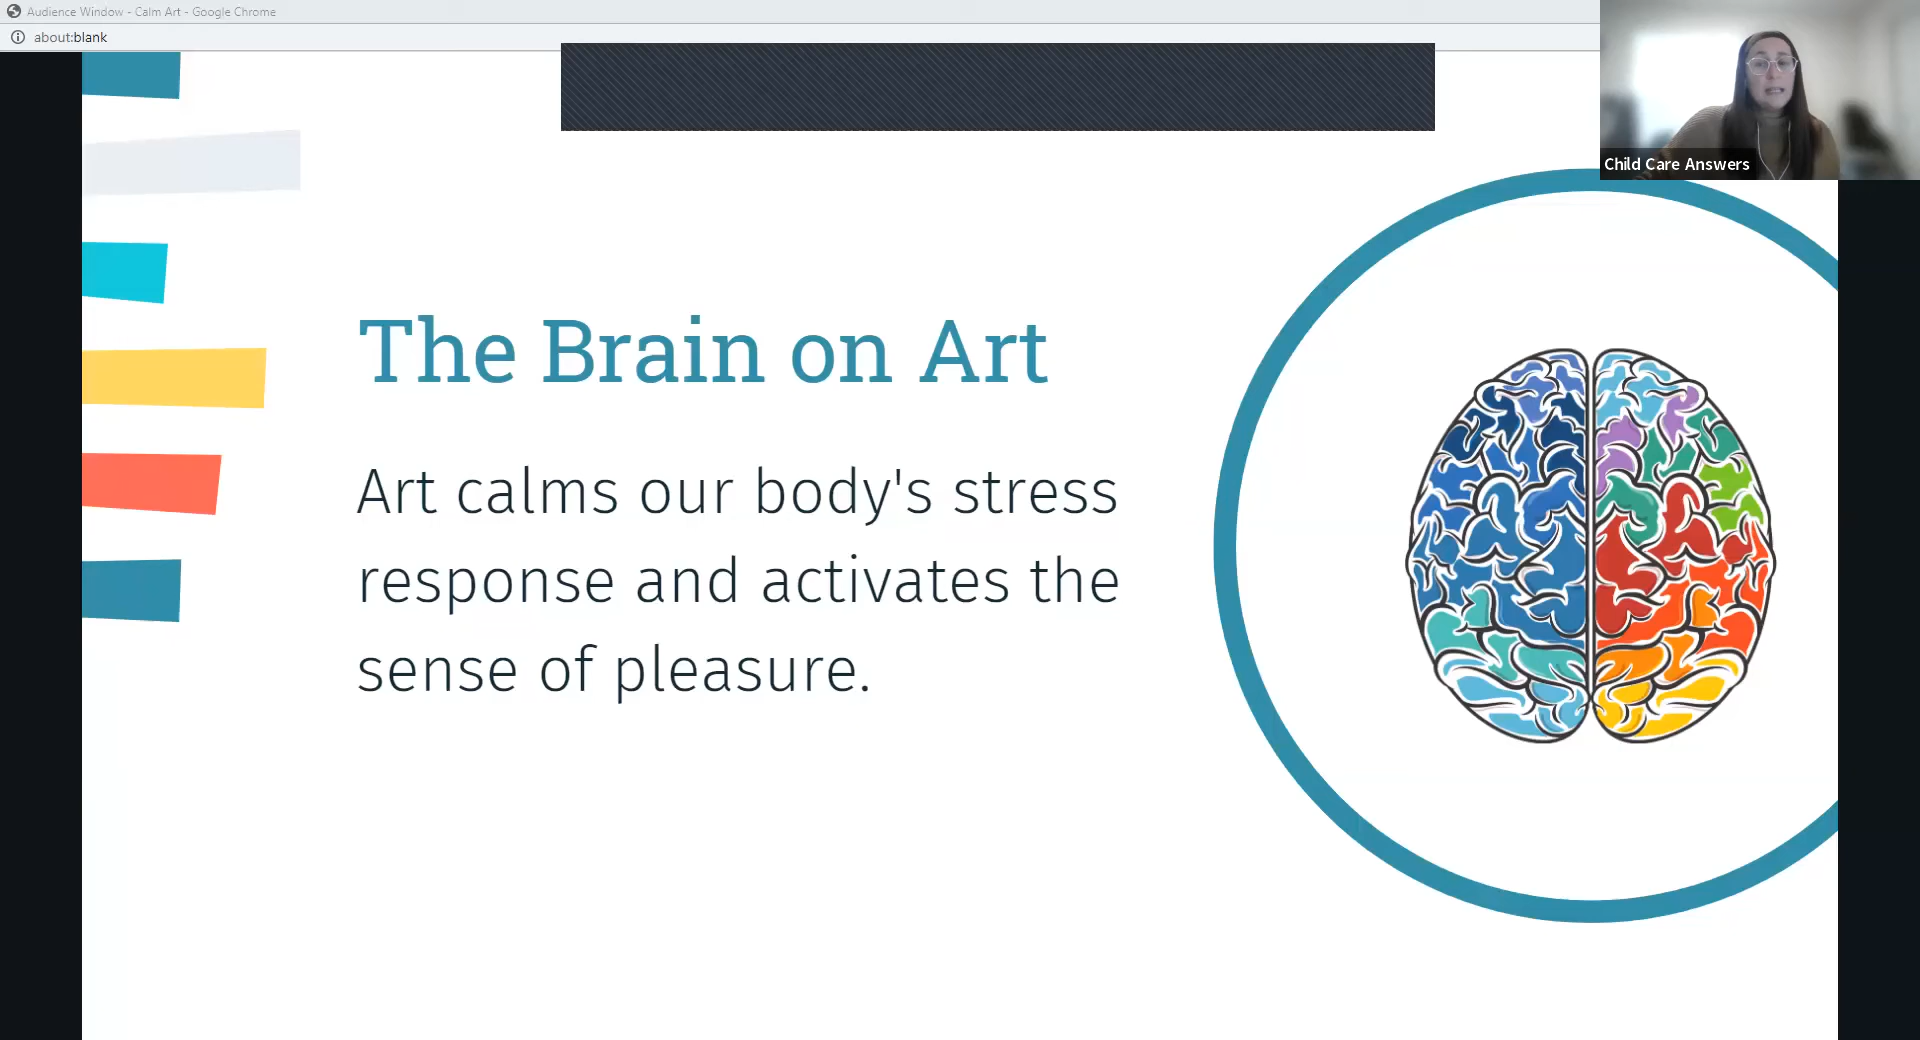 Audience Window - Calm Art - Google Chrome
about:blank
Child Care Answers
The Brain on Art
Art calms our body's stress
response and activates the
sense of pleasure.